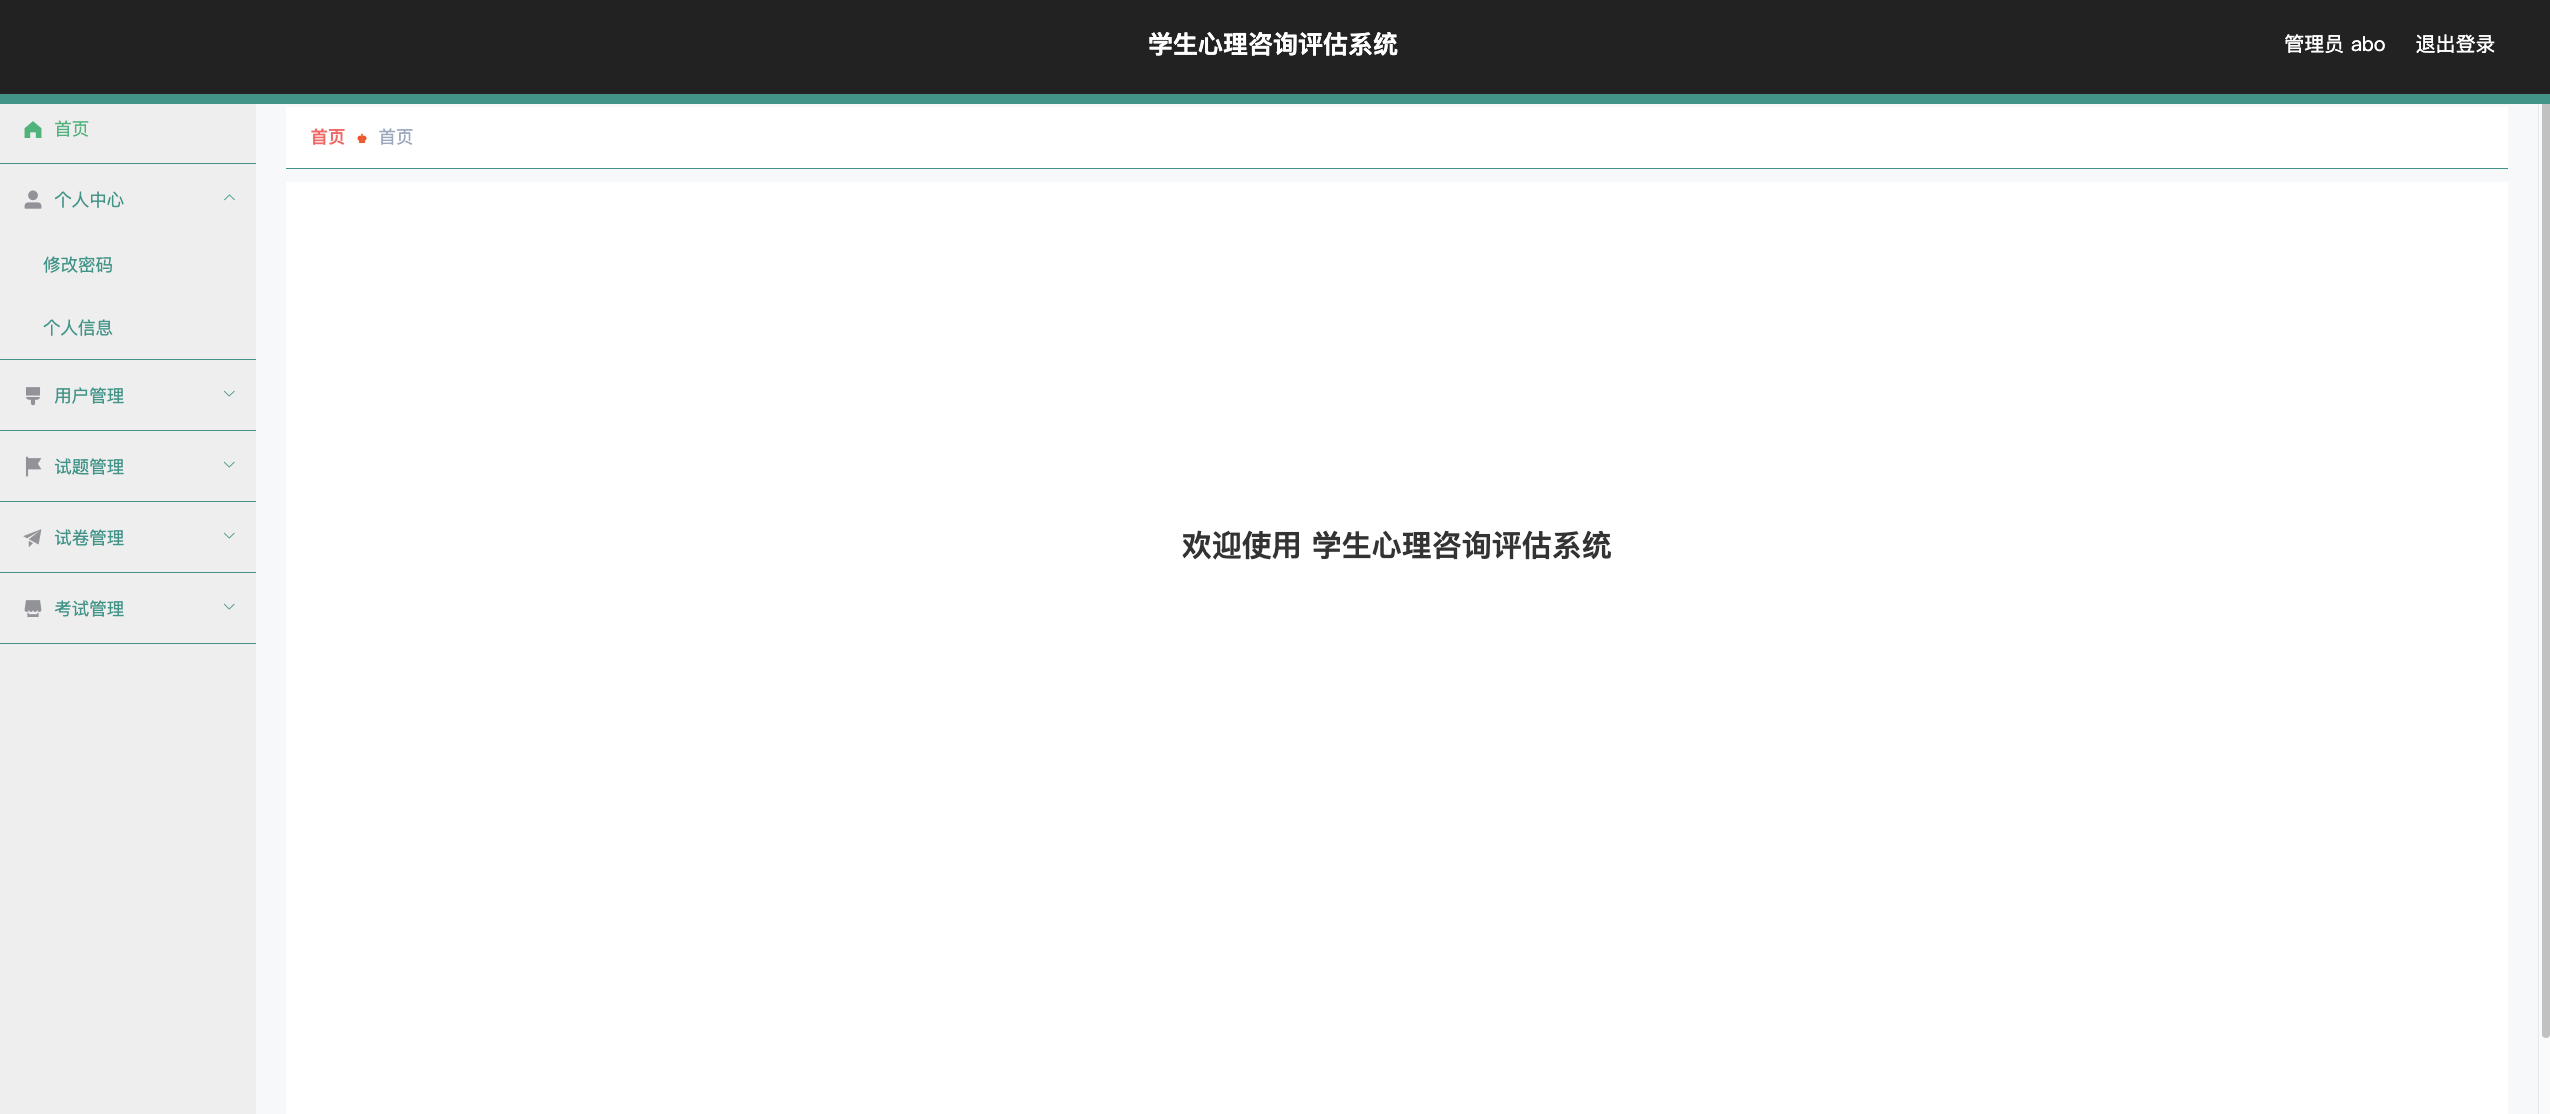 学生心理咨询评估系统
管理员 abo 退出登录
首页
首页 首页
个人中心
修改密码
个人信息
用户管理
试题管理
试卷管理
考试管理
欢迎使用 学生心理咨询评估系统